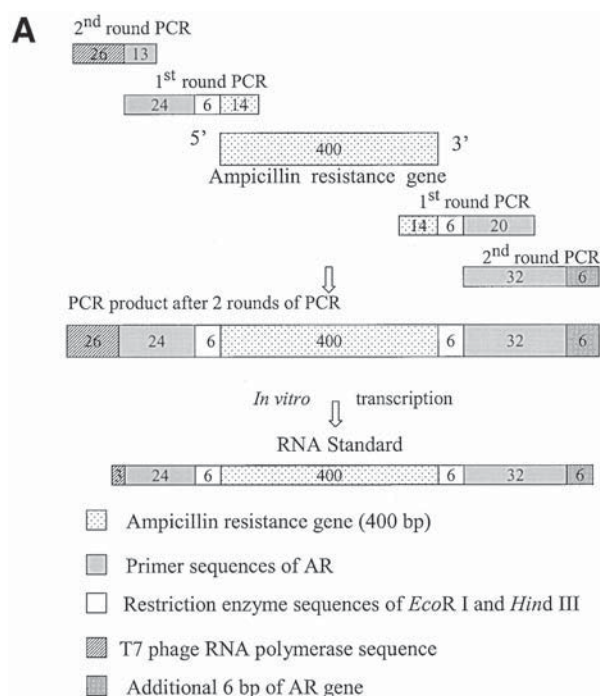 A
2nd round PCR
26 13
1st round PCR
24 6 14
5’ 3’
400
Ampicillin resistance gene
1st round PCR
14 6 20
2nd round PCR
32 6
PCR product after 2 rounds of PCR
26 24 6 400 6 32 6
In vitro transcription
RNA Standard
3 24 6 400 6 32 6
Ampicillin resistance gene (400 bp)
Primer sequences of AR
Restriction enzyme sequences of EcoR I and Hind III
T7 phage RNA polymerase sequence
Additional 6 bp of AR gene